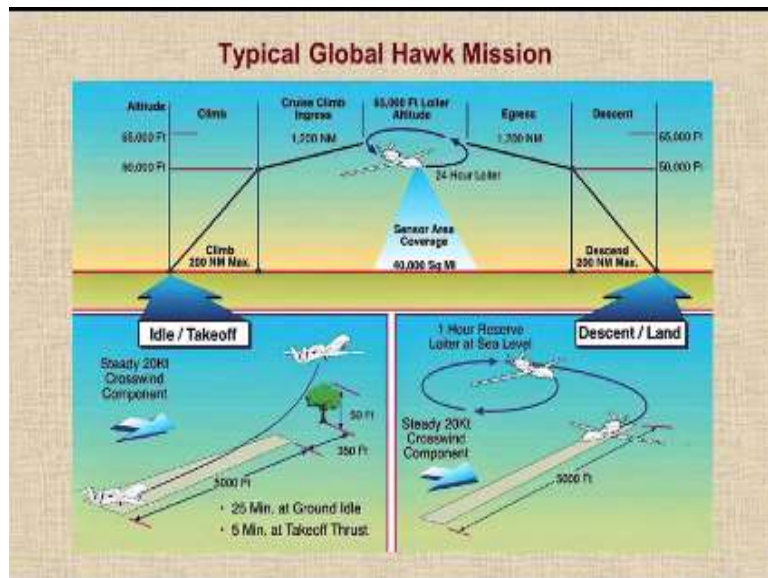 Typical Global Hawk Mission
Altitude
Climb
Cruise Climb
Ingress
65,000 Ft Loiter
Altitude
Egress
Descent
65,000 Ft
1,200 NM
1,200 NM
65,000 Ft
50,000 Ft
24 Hour Loiter
50,000 Ft
Sensor Area
Coverage
40,000 Sq MI
Climb
200 NM Max.
Descend
200 NM Max.
Idle / Takeoff
Steady 20Kt
Crosswind
Component
50 Ft
350 Ft
5000 Ft
• 25 Min. at Ground Idle
• 5 Min. at Takeoff Thrust
1 Hour Reserve
Loiter at Sea Level
Descent / Land
Steady 20Kt
Crosswind
Component
5000 Ft